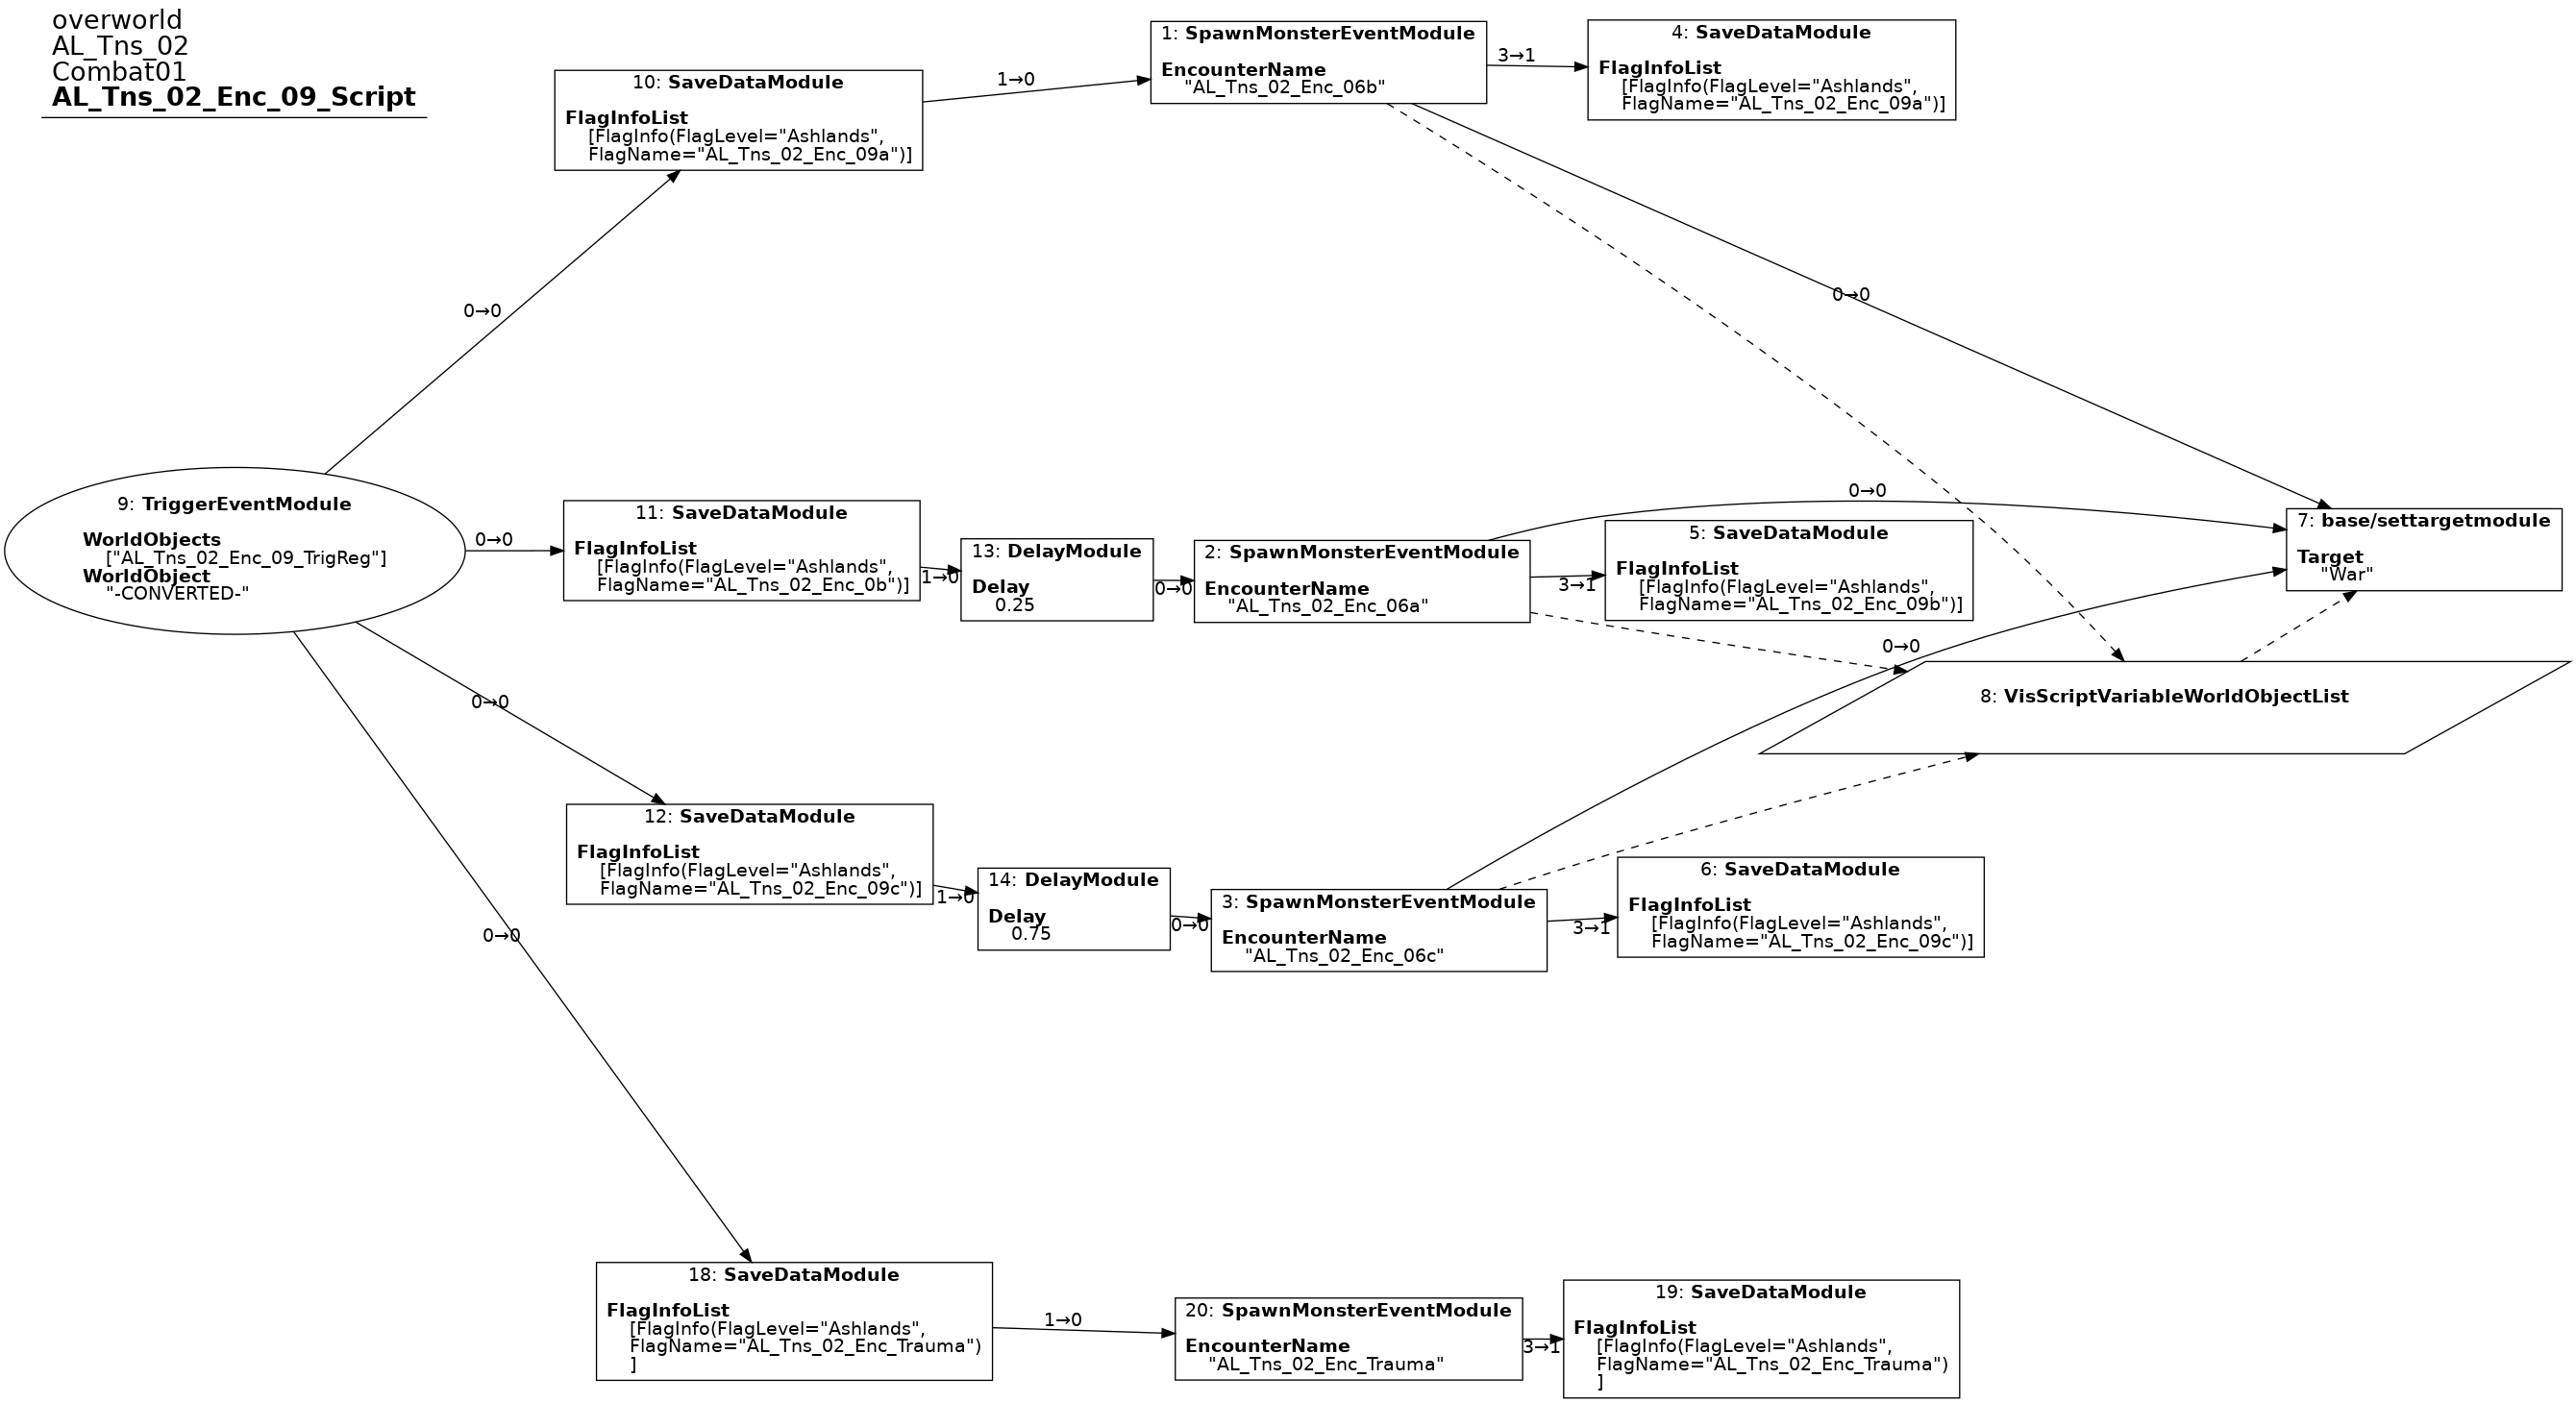 overworld
AL_Tns_02
Combat01
AL_Tns_02_Enc_09_Script
9: TriggerEventModule
WorldObjects
["AL_Tns_02_Enc_09_TrigReg"]
WorldObject
"-CONVERTED-"
0→0
10: SaveDataModule
FlagInfoList
[FlagInfo(FlagLevel="Ashlands",
FlagName="AL_Tns_02_Enc_09a")]
1→0
1: SpawnMonsterEventModule
EncounterName
"AL_Tns_02_Enc_06b"
3→1
4: SaveDataModule
FlagInfoList
[FlagInfo(FlagLevel="Ashlands",
FlagName="AL_Tns_02_Enc_09a")]
0→0
0→0
11: SaveDataModule
FlagInfoList
[FlagInfo(FlagLevel="Ashlands",
FlagName="AL_Tns_02_Enc_0b")]
1→0
13: DelayModule
Delay
0.25
0→0
2: SpawnMonsterEventModule
EncounterName
"AL_Tns_02_Enc_06a"
0→0
3→1
5: SaveDataModule
FlagInfoList
[FlagInfo(FlagLevel="Ashlands",
FlagName="AL_Tns_02_Enc_09b")]
7: base/settargetmodule
Target
"War"
0→0
8: VisScriptVariableWorldObjectList
0→0
12: SaveDataModule
FlagInfoList
[FlagInfo(FlagLevel="Ashlands",
FlagName="AL_Tns_02_Enc_09c")]
1→0
14: DelayModule
Delay
0.75
0→0
3: SpawnMonsterEventModule
EncounterName
"AL_Tns_02_Enc_06c"
3→1
6: SaveDataModule
FlagInfoList
[FlagInfo(FlagLevel="Ashlands",
FlagName="AL_Tns_02_Enc_09c")]
0→0
18: SaveDataModule
FlagInfoList
[FlagInfo(FlagLevel="Ashlands",
FlagName="AL_Tns_02_Enc_Trauma")
]
1→0
20: SpawnMonsterEventModule
EncounterName
"AL_Tns_02_Enc_Trauma"
3→1
19: SaveDataModule
FlagInfoList
[FlagInfo(FlagLevel="Ashlands",
FlagName="AL_Tns_02_Enc_Trauma")
]